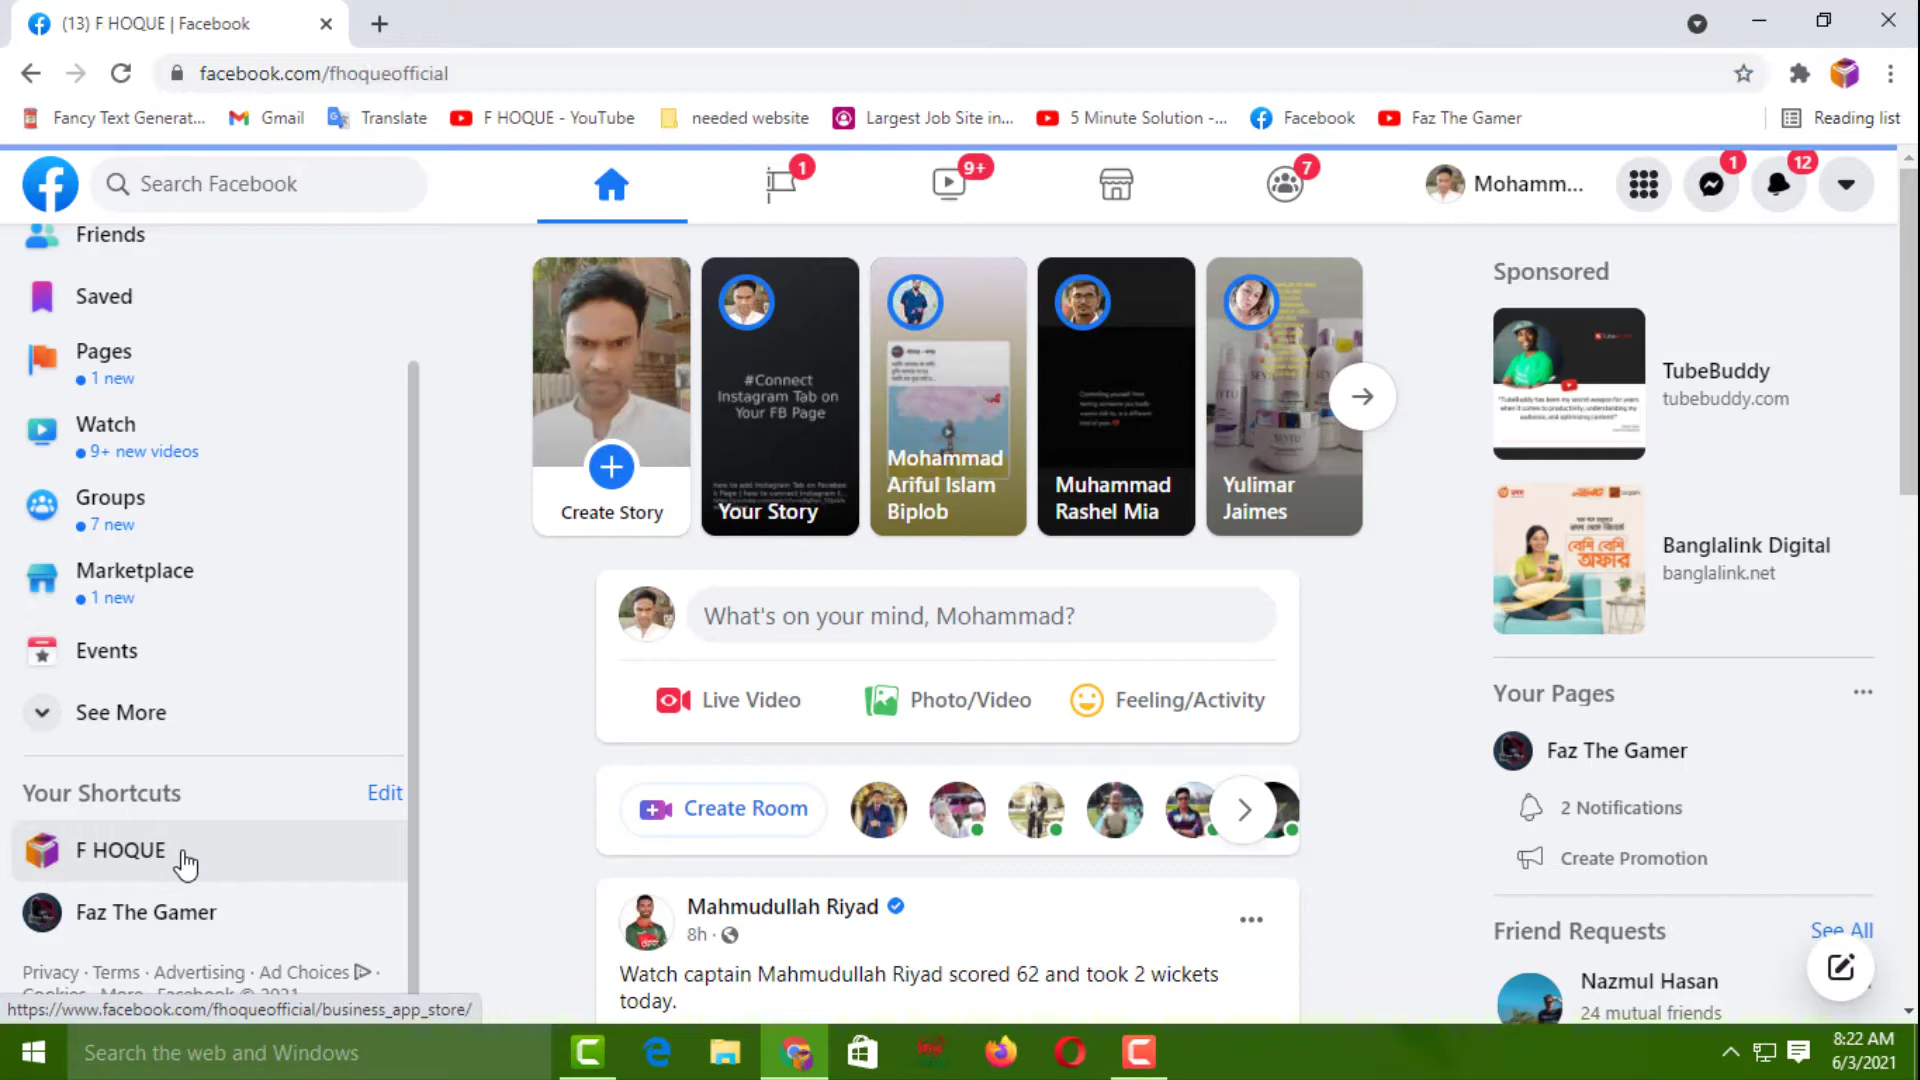 (13) F HOQUE | Facebook
facebook.com/fhoqueofficial
Fancy Text Generat...
Gmail
Translate
F HOQUE - YouTube
needed website
Largest Job Site in...
5 Minute Solution -...
Facebook
Faz The Gamer
Reading list
Search Facebook
1
9+
7
Mohamm...
1
12
Friends
Saved
Pages
1 new
Watch
9+ new videos
Groups
7 new
Marketplace
1 new
Events
See More
Your Shortcuts
Edit
F HOQUE
Faz The Gamer
Privacy · Terms · Advertising · Ad Choices ·
Cookies · More · Facebook © 2021
https://www.facebook.com/fhoqueofficial/business_app_store/
Create Story
#Connect
Instagram Tab on
Your FB Page
Your Story
Mohammad
Ariful Islam
Biplob
Muhammad
Rashel Mia
Yulimar
Jaimes
What's on your mind, Mohammad?
Live Video
Photo/Video
Feeling/Activity
Create Room
Mahmudullah Riyad
8h ·
Watch captain Mahmudullah Riyad scored 62 and took 2 wickets
today.
Sponsored
TubeBuddy
tubebuddy.com
বেশি বেশি
অফার
Banglalink Digital
banglalink.net
Your Pages
Faz The Gamer
2 Notifications
Create Promotion
Friend Requests
See All
Nazmul Hasan
24 mutual friends
Search the web and Windows
8:22 AM
6/3/2021